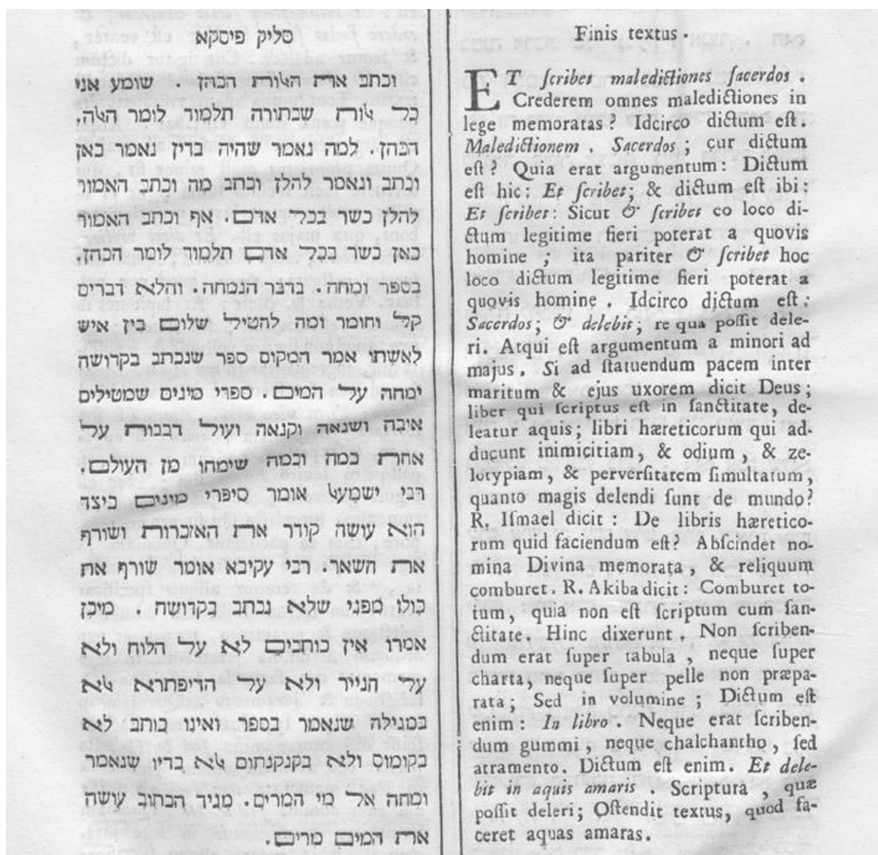 סליק פיסקא
וכתב את האלות הכהן . שומע אני
כל אלות שבתורה תלמוד לומר האלה.
הכהן. למה נאמר שהיה בדין נאמר כאן
וכתב ונאמר להלן וכתב מה וכתב האמור
להלן כשר בכל אדם. אף וכתב האמור
כאן כשר בכל אדם תלמוד לומר הכהן.
בספר ומחה. בדבר הנמחה. והלא דברים
קל וחומר ומה להטיל שלום בין איש
לאשתו אמר המקום ספר שנכתב בקדושה
ימחה על המים. ספרי מינים שמטילים
איבה ושנאה וקנאה ועול דבבות על
אחת כמה וכמה שימחו מן העולם.
רבי ישמעאל אומר סיפרי מינים כיצד
הוא עושה קודר את האזכרות ושורף
את השאר. רבי עקיבא אומר שורף את
כולו מפני שלא נכתב בקדושה . מיכן
אמרו אין כותבים לא על הלוח ולא
על הנייר ולא על הדיפתרא אלא
במגילה שנאמר בספר ואינו כותב לא
בקומוס ולא בקנקנתום אלא בדיו שנאמר
ומחה אל מי המרים. מגיד הכתוב עושה
את המים מרים.
Finis textus .
ET ſcribet maledictiones ſacerdos .
Crederem omnes maledictiones in
lege memoratas ? Idcirco dictum eſt.
Maledictionem . Sacerdos ; cur dictum
eſt ? Quia erat argumentum : Dictum
eſt hic : Et ſcribet; & dictum eſt ibi :
Et ſcribet : Sicut & ſcribet eo loco di-
ctum legitime fieri poterat a quovis
homine ; ita pariter & ſcribet hoc
loco dictum legitime fieri poterat a
quovis homine . Idcirco dictum eſt :
Sacerdos ; & delebit ; re qua poſſit dele-
ri. Atqui eſt argumentum a minori ad
majus . Si ad ſtatuendum pacem inter
maritum & ejus uxorem dicit Deus ;
liber qui ſcriptus eſt in ſanctitate, de-
leatur aquis ; libri hæreticorum qui ad-
ducunt inimicitiam, & odium , & ze-
lotypiam, & perverſitatem ſimultatum,
quanto magis delendi ſunt de mundo ?
R. Iſmael dicit : De libris hæretico-
rum quid faciendum eſt ? Abſcindet no-
mina Divina memorata , & reliquum
comburet . R. Akiba dicit : Comburet to-
tum, quia non eſt ſcriptum cum ſan-
ctitate. Hinc dixerunt . Non ſcriben-
dum erat ſuper tabula , neque ſuper
charta, neque ſuper pelle non præpa-
rata ; Sed in volumine ; Dictum eſt
enim : In libro . Neque erat ſcriben-
dum gummi , neque chalchantho , ſed
atramento. Dictum eſt enim. Et dele-
bit in aquis amaris . Scriptura , quæ
poſſit deleri ; Oſtendit textus, quod fa-
ceret aquas amaras.